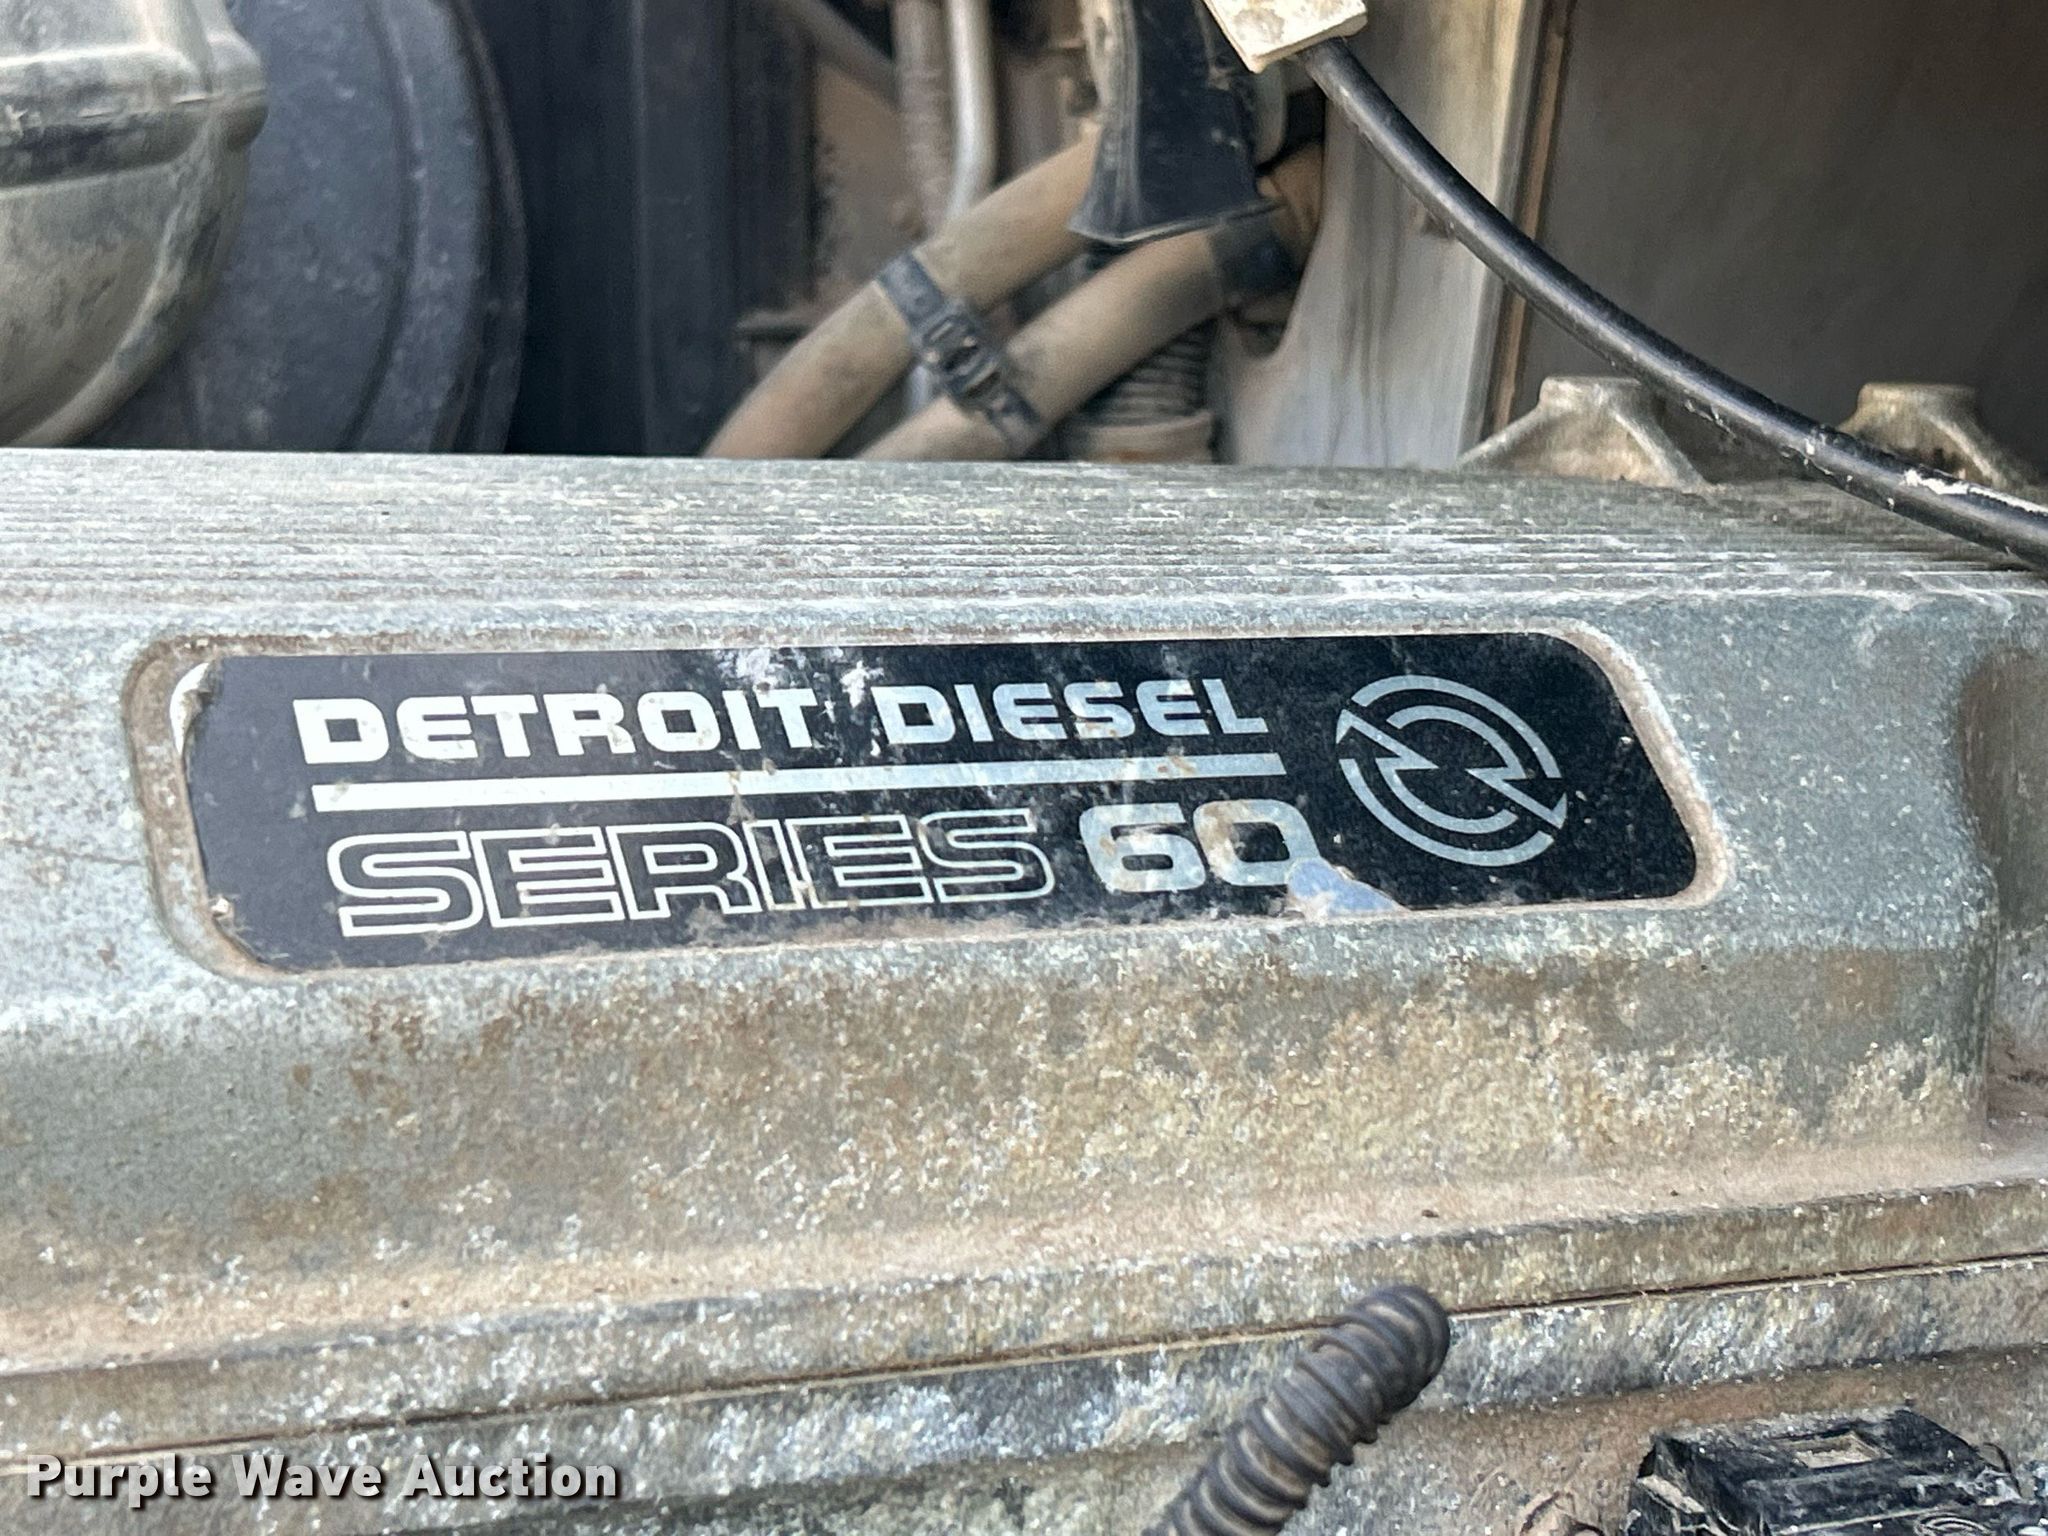 DETROIT DIESEL
SERIES 60
Purple Wave Auction